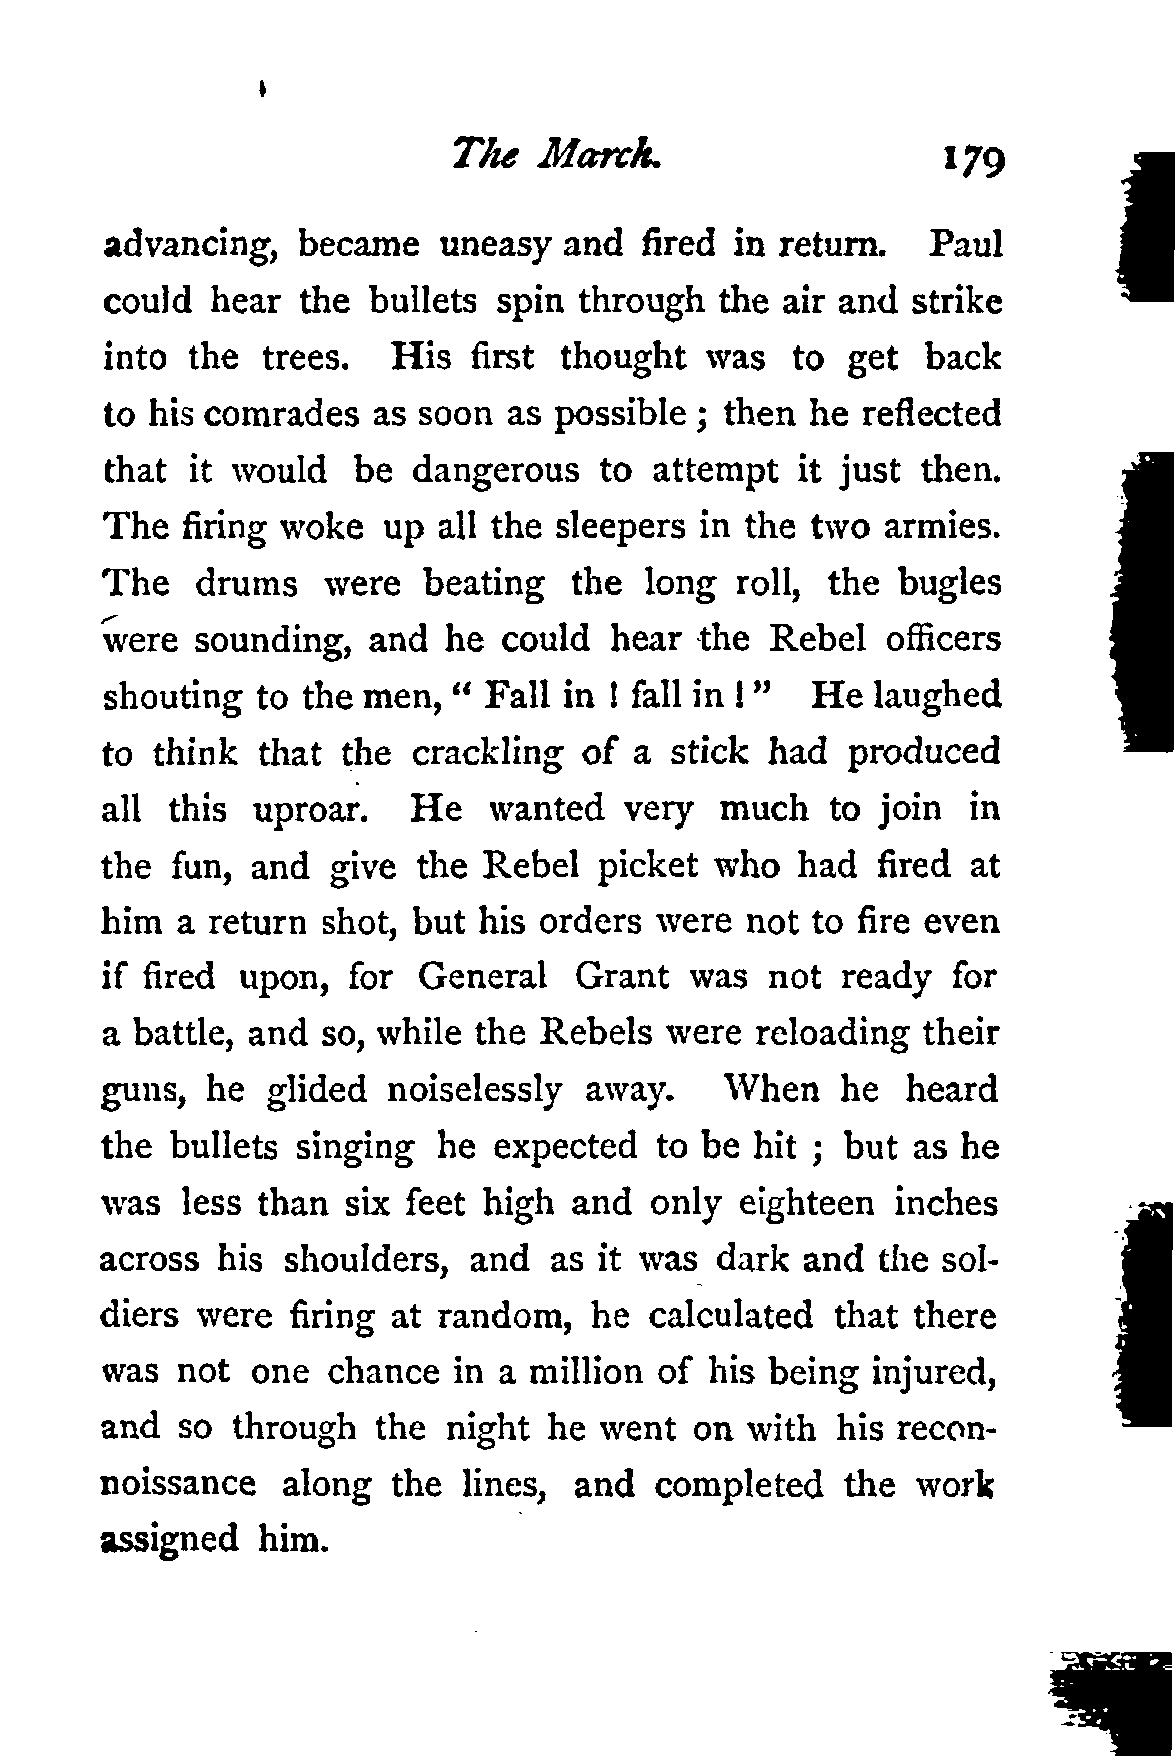 The March. 179
advancing, became uneasy and fired in return. Paul
could hear the bullets spin through the air and strike
into the trees. His first thought was to get back
to his comrades as soon as possible ; then he reflected
that it would be dangerous to attempt it just then.
The firing woke up all the sleepers in the two armies.
The drums were beating the long roll, the bugles
were sounding, and he could hear the Rebel officers
shouting to the men, “ Fall in ! fall in ! ” He laughed
to think that the crackling of a stick had produced
all this uproar. He wanted very much to join in
the fun, and give the Rebel picket who had fired at
him a return shot, but his orders were not to fire even
if fired upon, for General Grant was not ready for
a battle, and so, while the Rebels were reloading their
guns, he glided noiselessly away. When he heard
the bullets singing he expected to be hit ; but as he
was less than six feet high and only eighteen inches
across his shoulders, and as it was dark and the sol-
diers were firing at random, he calculated that there
was not one chance in a million of his being injured,
and so through the night he went on with his recon-
noissance along the lines, and completed the work
assigned him.